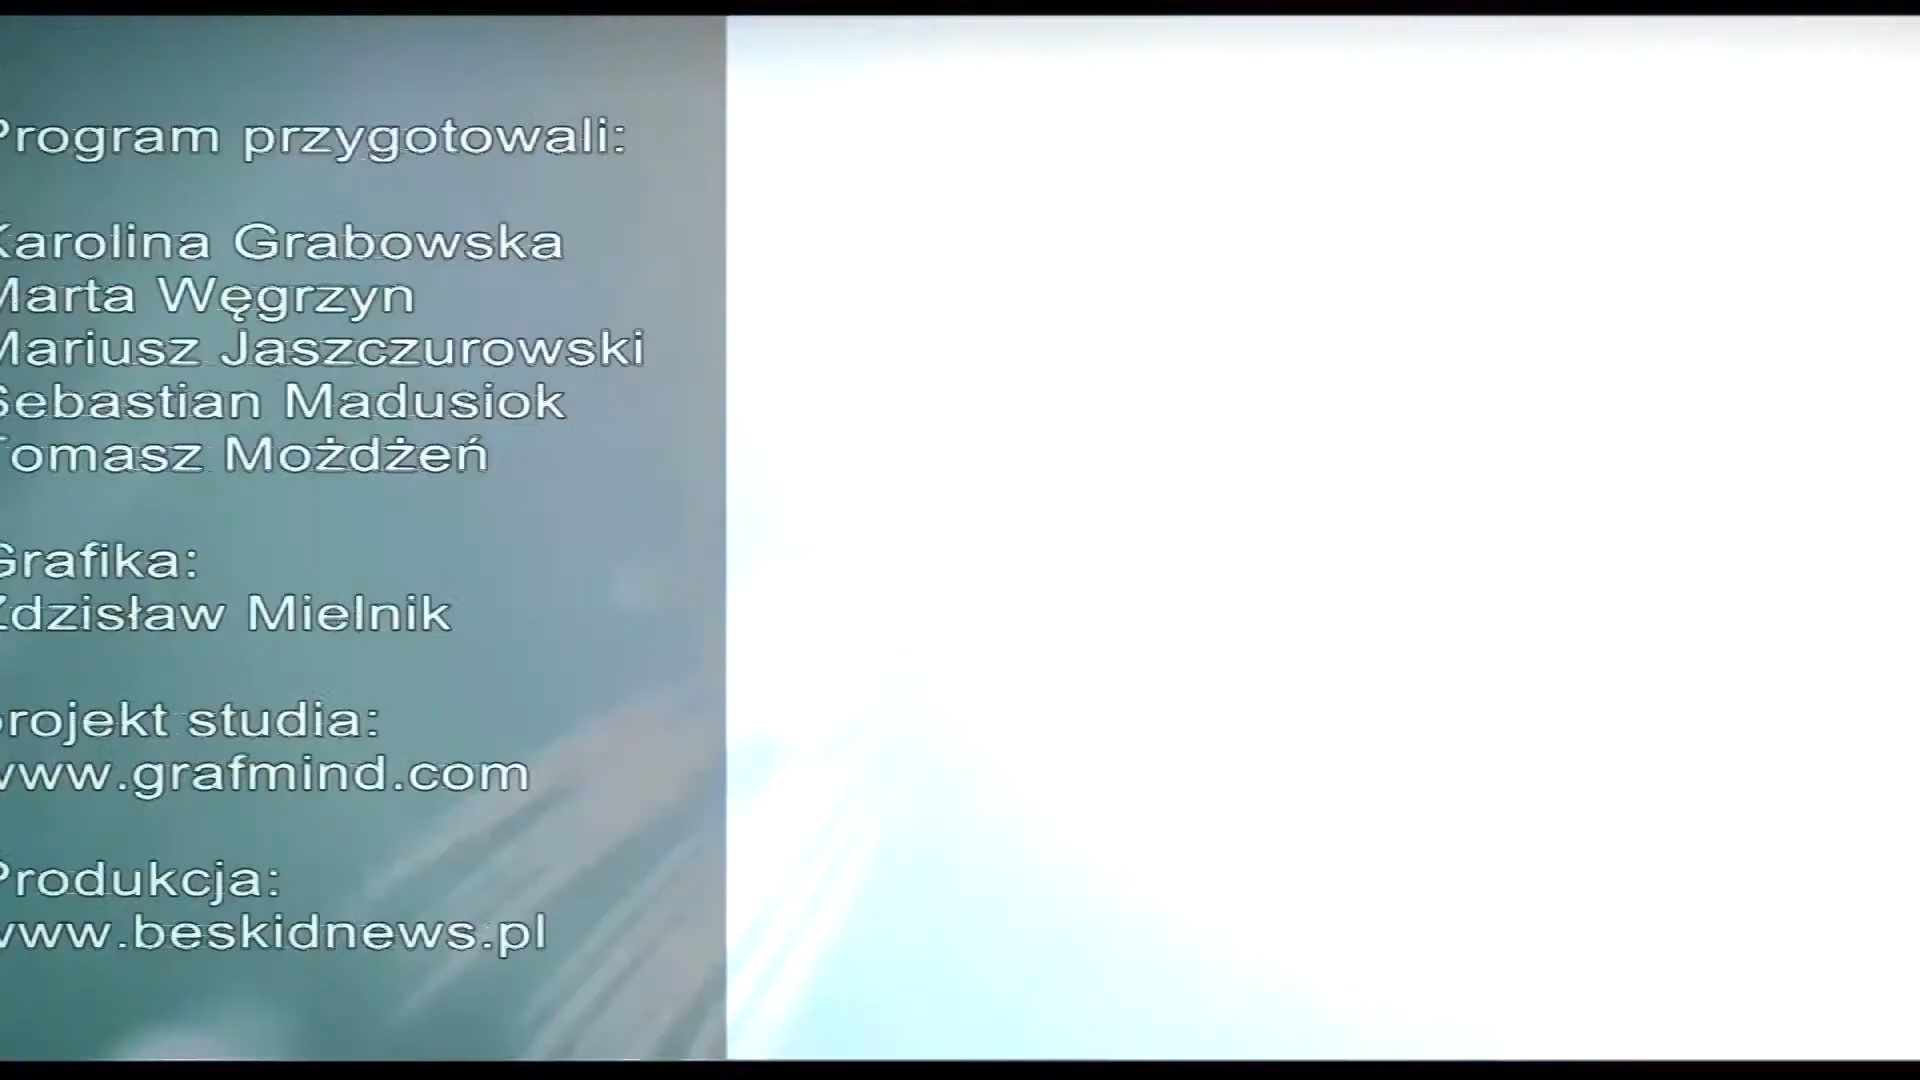 Program przygotowali:
Karolina Grabowska
Marta Węgrzyn
Mariusz Jaszczurowski
Sebastian Madusiok
Tomasz Możdżeń
Grafika:
Zdzisław Mielnik
projekt studia:
www.grafmind.com
Produkcja:
www.beskidnews.pl